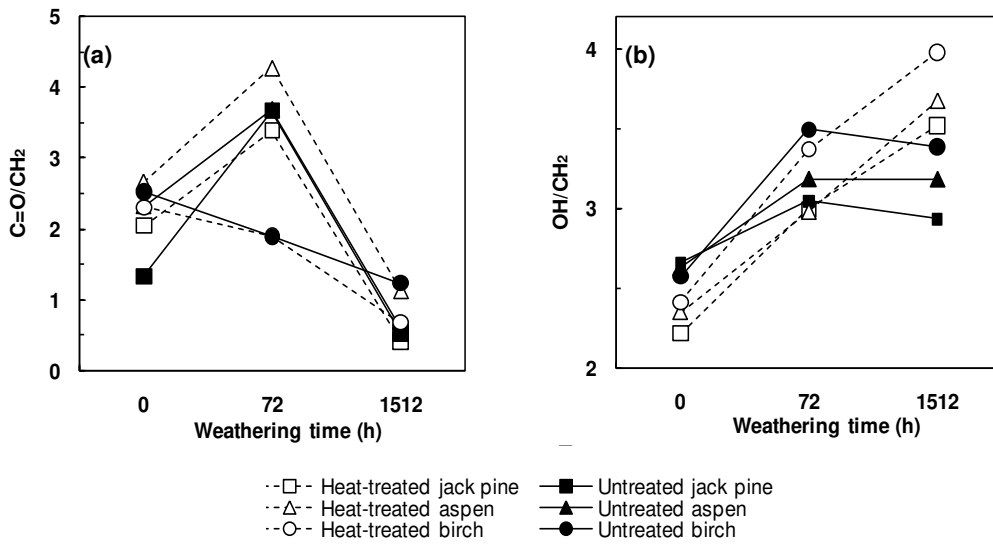 5
4
3
2
1
0
(a)
C=O/CH2
0 72 1512
Weathering time (h)
4
3
2
(b)
OH/CH2
0 72 1512
Weathering time (h)
Heat-treated jack pine Untreated jack pine
Heat-treated aspen Untreated aspen
Heat-treated birch Untreated birch